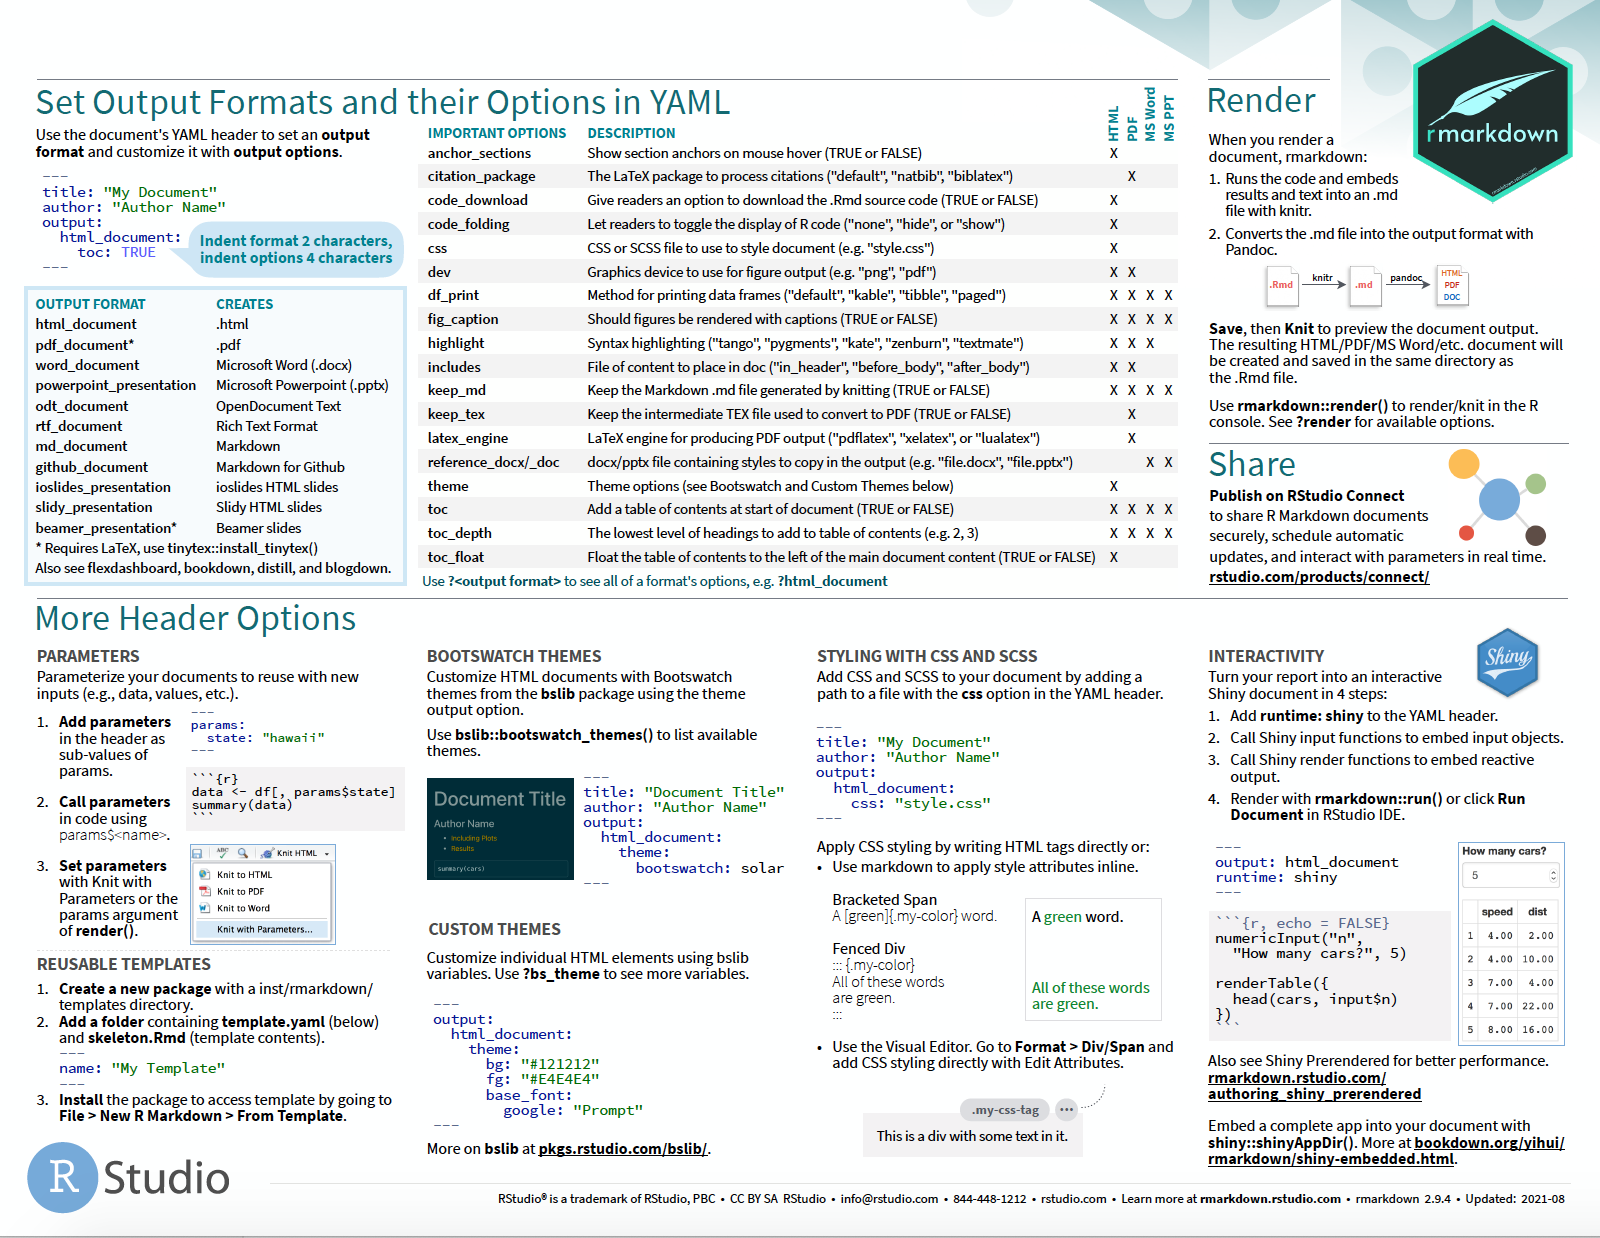 Set Output Formats and their Options in YAML
Use the document's YAML header to set an output
format and customize it with output options.
---
title: "My Document"
author: "Author Name"
output:
  html_document:
    toc: TRUE
---
Indent format 2 characters,
indent options 4 characters
OUTPUT FORMAT CREATES
html_document .html
pdf_document* .pdf
word_document Microsoft Word (.docx)
powerpoint_presentation Microsoft Powerpoint (.pptx)
odt_document OpenDocument Text
rtf_document Rich Text Format
md_document Markdown
github_document Markdown for Github
ioslides_presentation ioslides HTML slides
slidy_presentation Slidy HTML slides
beamer_presentation* Beamer slides
* Requires LaTeX, use tinytex::install_tinytex()
Also see flexdashboard, bookdown, distill, and blogdown.
IMPORTANT OPTIONS DESCRIPTION HTML PDF MS Word MS PPT
anchor_sections Show section anchors on mouse hover (TRUE or FALSE) X
citation_package The LaTeX package to process citations ("default", "natbib", "biblatex") X
code_download Give readers an option to download the .Rmd source code (TRUE or FALSE) X
code_folding Let readers to toggle the display of R code ("none", "hide", or "show") X
css CSS or SCSS file to use to style document (e.g. "style.css") X
dev Graphics device to use for figure output (e.g. "png", "pdf") X X
df_print Method for printing data frames ("default", "kable", "tibble", "paged") X X X X
fig_caption Should figures be rendered with captions (TRUE or FALSE) X X X X
highlight Syntax highlighting ("tango", "pygments", "kate", "zenburn", "textmate") X X X
includes File of content to place in doc ("in_header", "before_body", "after_body") X X
keep_md Keep the Markdown .md file generated by knitting (TRUE or FALSE) X X X X
keep_tex Keep the intermediate TEX file used to convert to PDF (TRUE or FALSE) X
latex_engine LaTeX engine for producing PDF output ("pdflatex", "xelatex", or "lualatex") X
reference_docx/_doc docx/pptx file containing styles to copy in the output (e.g. "file.docx", "file.pptx") X X
theme Theme options (see Bootswatch and Custom Themes below) X
toc Add a table of contents at start of document (TRUE or FALSE) X X X X
toc_depth The lowest level of headings to add to table of contents (e.g. 2, 3) X X X X
toc_float Float the table of contents to the left of the main document content (TRUE or FALSE) X
Use ?<output format> to see all of a format's options, e.g. ?html_document
Render
rmarkdown
rmarkdown.rstudio.com
When you render a
document, rmarkdown:
1. Runs the code and embeds
results and text into an .md
file with knitr.
2. Converts the .md file into the output format with
Pandoc.
.Rmd knitr .md pandoc HTML
PDF
DOC
Save, then Knit to preview the document output.
The resulting HTML/PDF/MS Word/etc. document will
be created and saved in the same directory as
the .Rmd file.
Use rmarkdown::render() to render/knit in the R
console. See ?render for available options.
Share
Publish on RStudio Connect
to share R Markdown documents
securely, schedule automatic
updates, and interact with parameters in real time.
rstudio.com/products/connect/
More Header Options
PARAMETERS
Parameterize your documents to reuse with new
inputs (e.g., data, values, etc.).
1. Add parameters
in the header as
sub-values of
params.
---
params:
  state: "hawaii"
---
2. Call parameters
in code using
params$<name>.
```{r}
data <- df[, params$state]
summary(data)
```
3. Set parameters
with Knit with
Parameters or the
params argument
of render().
ABC Knit HTML
Knit to HTML
Knit to PDF
Knit to Word
Knit with Parameters...
REUSABLE TEMPLATES
1. Create a new package with a inst/rmarkdown/
templates directory.
2. Add a folder containing template.yaml (below)
and skeleton.Rmd (template contents).
---
name: "My Template"
---
3. Install the package to access template by going to
File > New R Markdown > From Template.
BOOTSWATCH THEMES
Customize HTML documents with Bootswatch
themes from the bslib package using the theme
output option.
Use bslib::bootswatch_themes() to list available
themes.
Document Title
Author Name
• Including Plots
• Results
summary(cars)
---
title: "Document Title"
author: "Author Name"
output:
  html_document:
    theme:
      bootswatch: solar
---
CUSTOM THEMES
Customize individual HTML elements using bslib
variables. Use ?bs_theme to see more variables.
---
output:
  html_document:
    theme:
      bg: "#121212"
      fg: "#E4E4E4"
      base_font:
        google: "Prompt"
---
More on bslib at pkgs.rstudio.com/bslib/.
STYLING WITH CSS AND SCSS
Add CSS and SCSS to your document by adding a
path to a file with the css option in the YAML header.
---
title: "My Document"
author: "Author Name"
output:
  html_document:
    css: "style.css"
---
Apply CSS styling by writing HTML tags directly or:
• Use markdown to apply style attributes inline.
Bracketed Span
A [green]{.my-color} word.
A green word.
Fenced Div
::: {.my-color}
All of these words
are green.
:::
All of these words
are green.
• Use the Visual Editor. Go to Format > Div/Span and
add CSS styling directly with Edit Attributes.
.my-css-tag ···
This is a div with some text in it.
INTERACTIVITY
Shiny
Turn your report into an interactive
Shiny document in 4 steps:
1. Add runtime: shiny to the YAML header.
2. Call Shiny input functions to embed input objects.
3. Call Shiny render functions to embed reactive
output.
4. Render with rmarkdown::run() or click Run
Document in RStudio IDE.
---
output: html_document
runtime: shiny
---
```{r, echo = FALSE}
numericInput("n",
  "How many cars?", 5)
renderTable({
  head(cars, input$n)
})
```
How many cars?
5
speed dist
1 4.00 2.00
2 4.00 10.00
3 7.00 4.00
4 7.00 22.00
5 8.00 16.00
Also see Shiny Prerendered for better performance.
rmarkdown.rstudio.com/
authoring_shiny_prerendered
Embed a complete app into your document with
shiny::shinyAppDir(). More at bookdown.org/yihui/
rmarkdown/shiny-embedded.html.
R Studio
RStudio® is a trademark of RStudio, PBC • CC BY SA RStudio • info@rstudio.com • 844-448-1212 • rstudio.com • Learn more at rmarkdown.rstudio.com • rmarkdown 2.9.4 • Updated: 2021-08